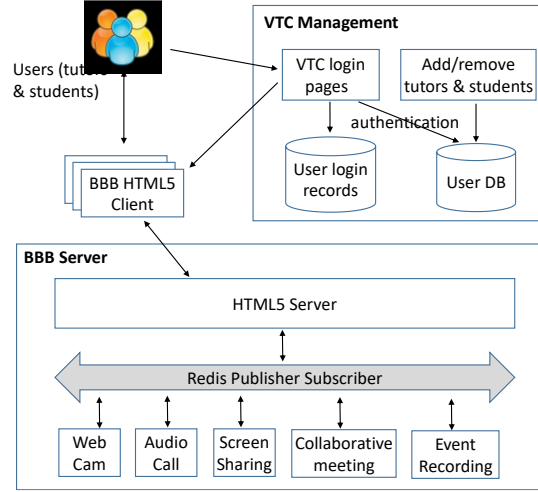 VTC Management
Users (tutors
& students)
VTC login
pages
Add/remove
tutors & students
authentication
User login
records
User DB
BBB HTML5
Client
BBB Server
HTML5 Server
Redis Publisher Subscriber
Web
Cam
Audio
Call
Screen
Sharing
Collaborative
meeting
Event
Recording